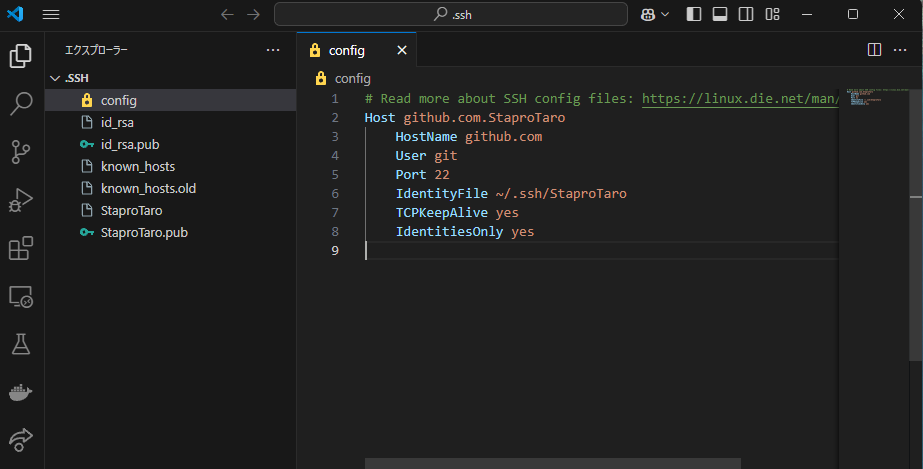 .ssh
エクスプローラー
config
.SSH
config
id_rsa
id_rsa.pub
known_hosts
known_hosts.old
StaproTaro
StaproTaro.pub
config
1 # Read more about SSH config files: https://linux.die.net/man/
2 Host github.com.StaproTaro
3 HostName github.com
4 User git
5 Port 22
6 IdentityFile ~/.ssh/StaproTaro
7 TCPKeepAlive yes
8 IdentitiesOnly yes
9